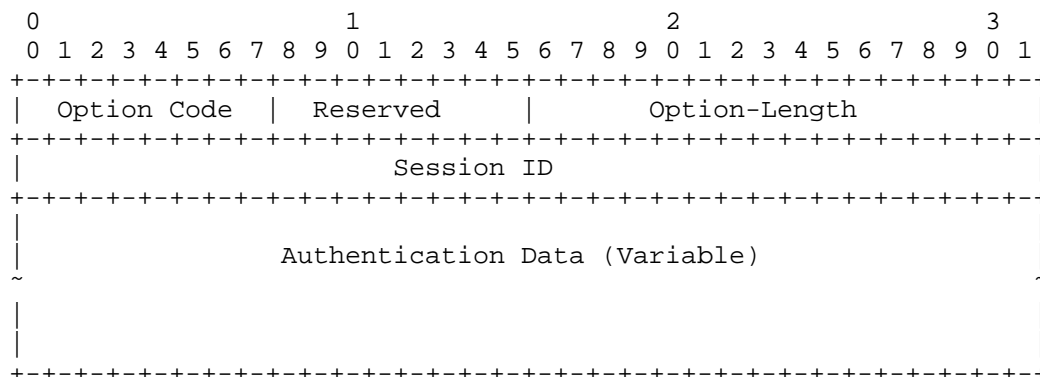 0                   1                   2                   3
 0 1 2 3 4 5 6 7 8 9 0 1 2 3 4 5 6 7 8 9 0 1 2 3 4 5 6 7 8 9 0 1
+-+-+-+-+-+-+-+-+-+-+-+-+-+-+-+-+-+-+-+-+-+-+-+-+-+-+-+-+-+-+-+--
|  Option Code  |  Reserved     |       Option-Length           |
+-+-+-+-+-+-+-+-+-+-+-+-+-+-+-+-+-+-+-+-+-+-+-+-+-+-+-+-+-+-+-+--
|                       Session ID                              |
+-+-+-+-+-+-+-+-+-+-+-+-+-+-+-+-+-+-+-+-+-+-+-+-+-+-+-+-+-+-+-+--
|                                                               |
|                Authentication Data (Variable)                 |
~                                                               ~
|                                                               |
|                                                               |
+-+-+-+-+-+-+-+-+-+-+-+-+-+-+-+-+-+-+-+-+-+-+-+-+-+-+-+-+-+-+-+--